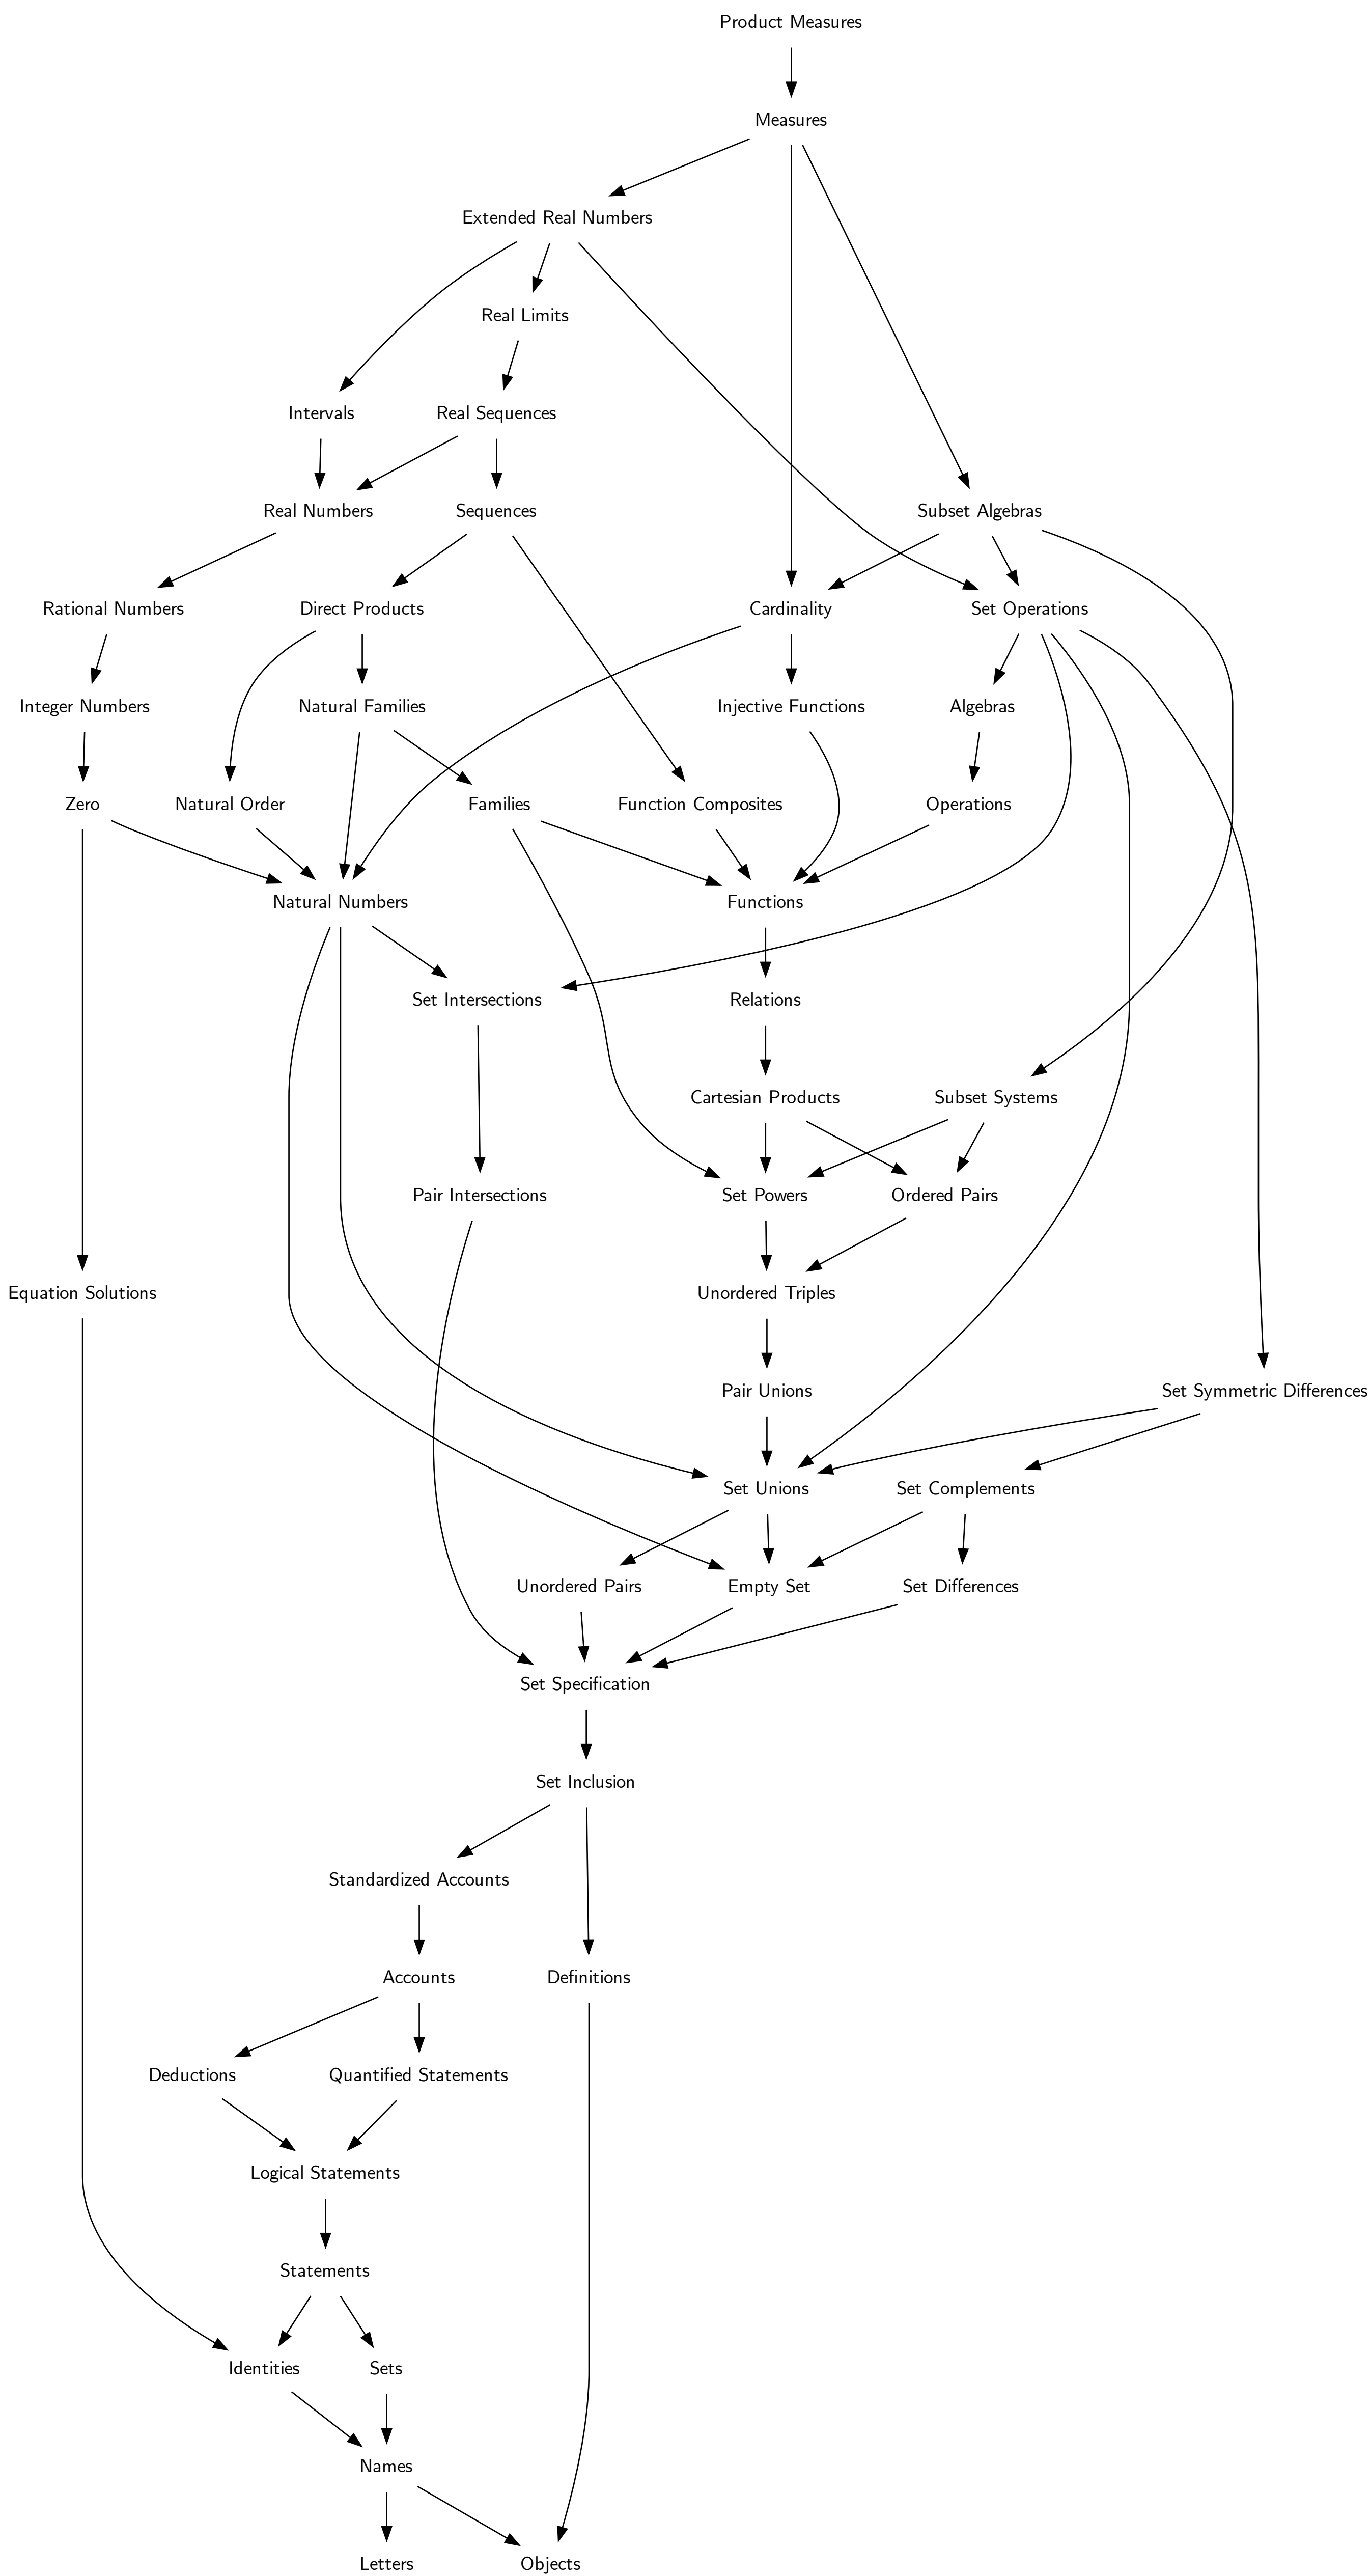 Product Measures
Measures
Extended Real Numbers
Real Limits
Intervals
Real Sequences
Real Numbers
Sequences
Subset Algebras
Rational Numbers
Direct Products
Cardinality
Set Operations
Integer Numbers
Natural Families
Injective Functions
Algebras
Zero
Natural Order
Families
Function Composites
Operations
Natural Numbers
Functions
Set Intersections
Relations
Cartesian Products
Subset Systems
Pair Intersections
Set Powers
Ordered Pairs
Equation Solutions
Unordered Triples
Pair Unions
Set Symmetric Differences
Set Unions
Set Complements
Unordered Pairs
Empty Set
Set Differences
Set Specification
Set Inclusion
Standardized Accounts
Accounts
Definitions
Deductions
Quantified Statements
Logical Statements
Statements
Identities
Sets
Names
Letters
Objects